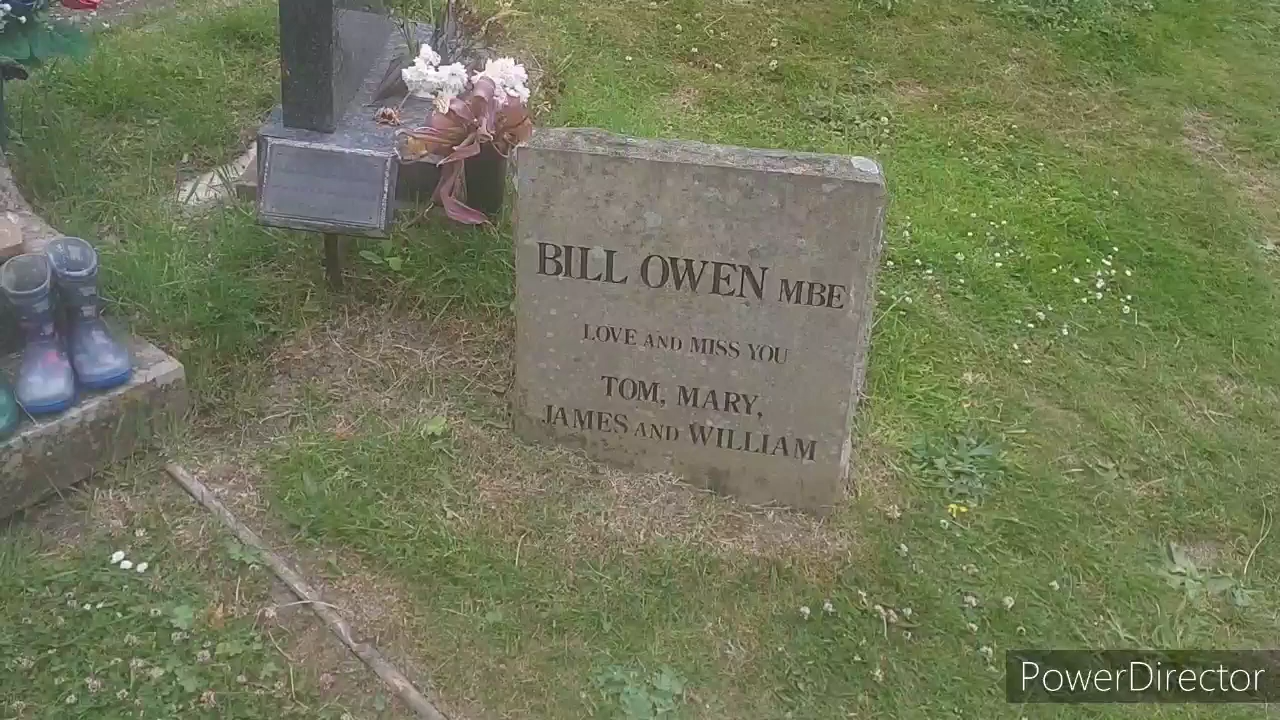 BILL OWEN MBE
LOVE AND MISS YOU
TOM, MARY,
JAMES AND WILLIAM
PowerDirector